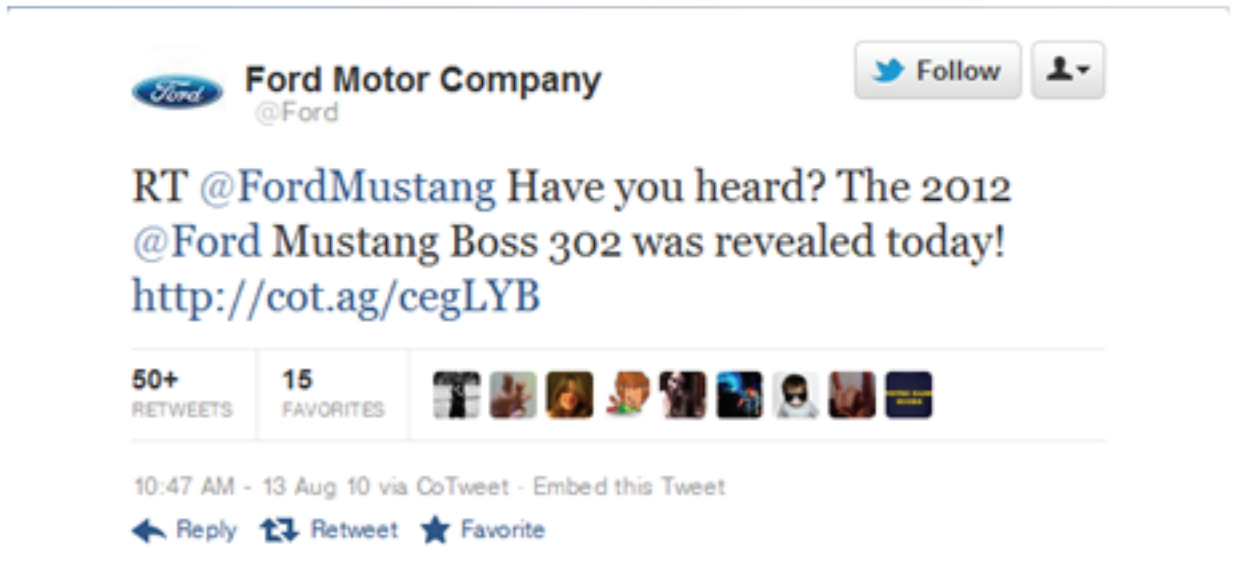 Ford
Ford Motor Company
@Ford
Follow
RT @FordMustang Have you heard? The 2012
@Ford Mustang Boss 302 was revealed today!
http://cot.ag/cegLYB
50+
RETWEETS
15
FAVORITES
10:47 AM - 13 Aug 10 via CoTweet · Embed this Tweet
Reply Retweet Favorite